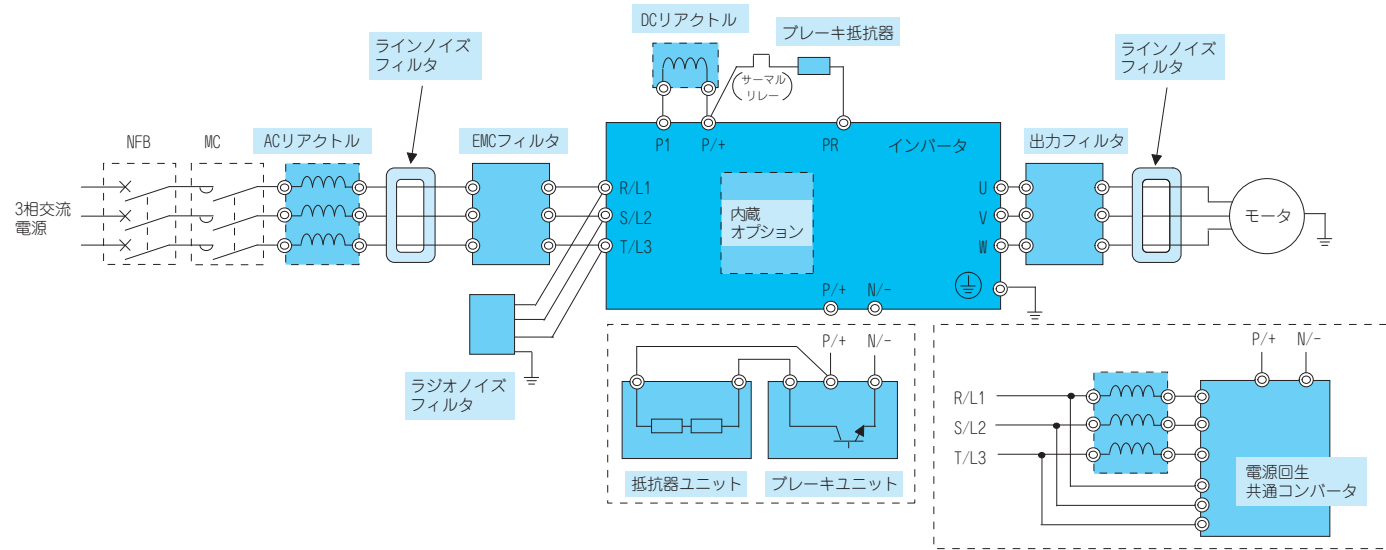 DCリアクトル
ブレーキ抵抗器
ラインノイズ
フィルタ
ラインノイズ
フィルタ
(サーマル
リレー)
NFB
MC
ACリアクトル
EMCフィルタ
P1
P/+
PR
インバータ
出力フィルタ
3相交流
電源
R/L1
S/L2
T/L3
内蔵
オプション
U
V
W
モータ
P/+
N/-
ラジオノイズ
フィルタ
P/+
N/-
抵抗器ユニット
ブレーキユニット
P/+
N/-
R/L1
S/L2
T/L3
電源回生
共通コンバータ